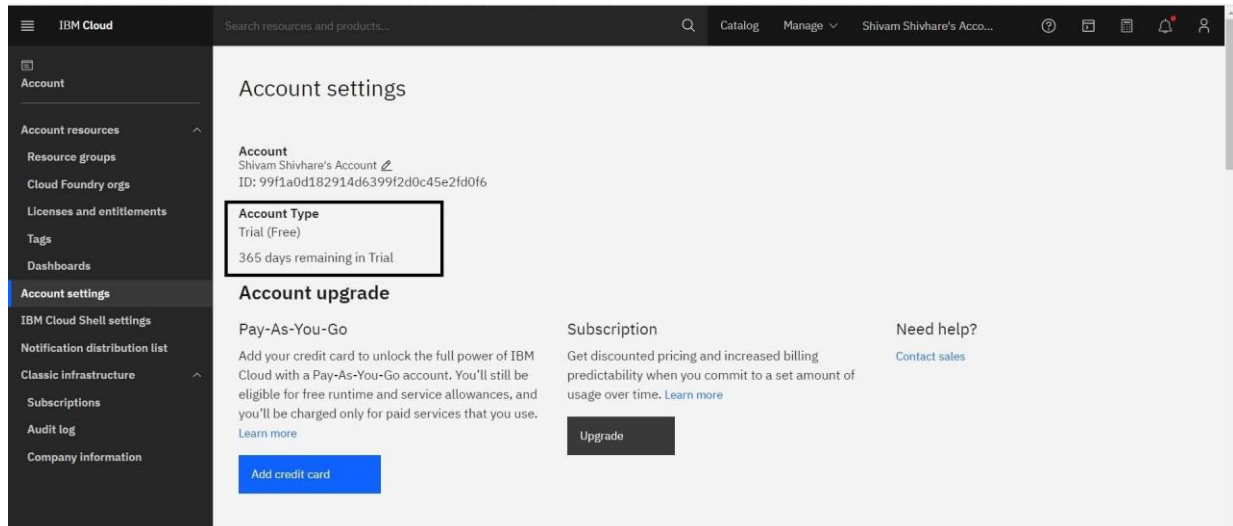 IBM Cloud
Search resources and products...
Catalog
Manage
Shivam Shivhare's Acco...
Account
Account resources
Resource groups
Cloud Foundry orgs
Licenses and entitlements
Tags
Dashboards
Account settings
IBM Cloud Shell settings
Notification distribution list
Classic infrastructure
Subscriptions
Audit log
Company information
Account settings
Account
Shivam Shivhare's Account
ID: 99f1a0d182914d6399f2d0c45e2fd0f6
Account Type
Trial (Free)
365 days remaining in Trial
Account upgrade
Pay-As-You-Go
Add your credit card to unlock the full power of IBM
Cloud with a Pay-As-You-Go account. You'll still be
eligible for free runtime and service allowances, and
you'll be charged only for paid services that you use.
Learn more
Add credit card
Subscription
Get discounted pricing and increased billing
predictability when you commit to a set amount of
usage over time. Learn more
Upgrade
Need help?
Contact sales